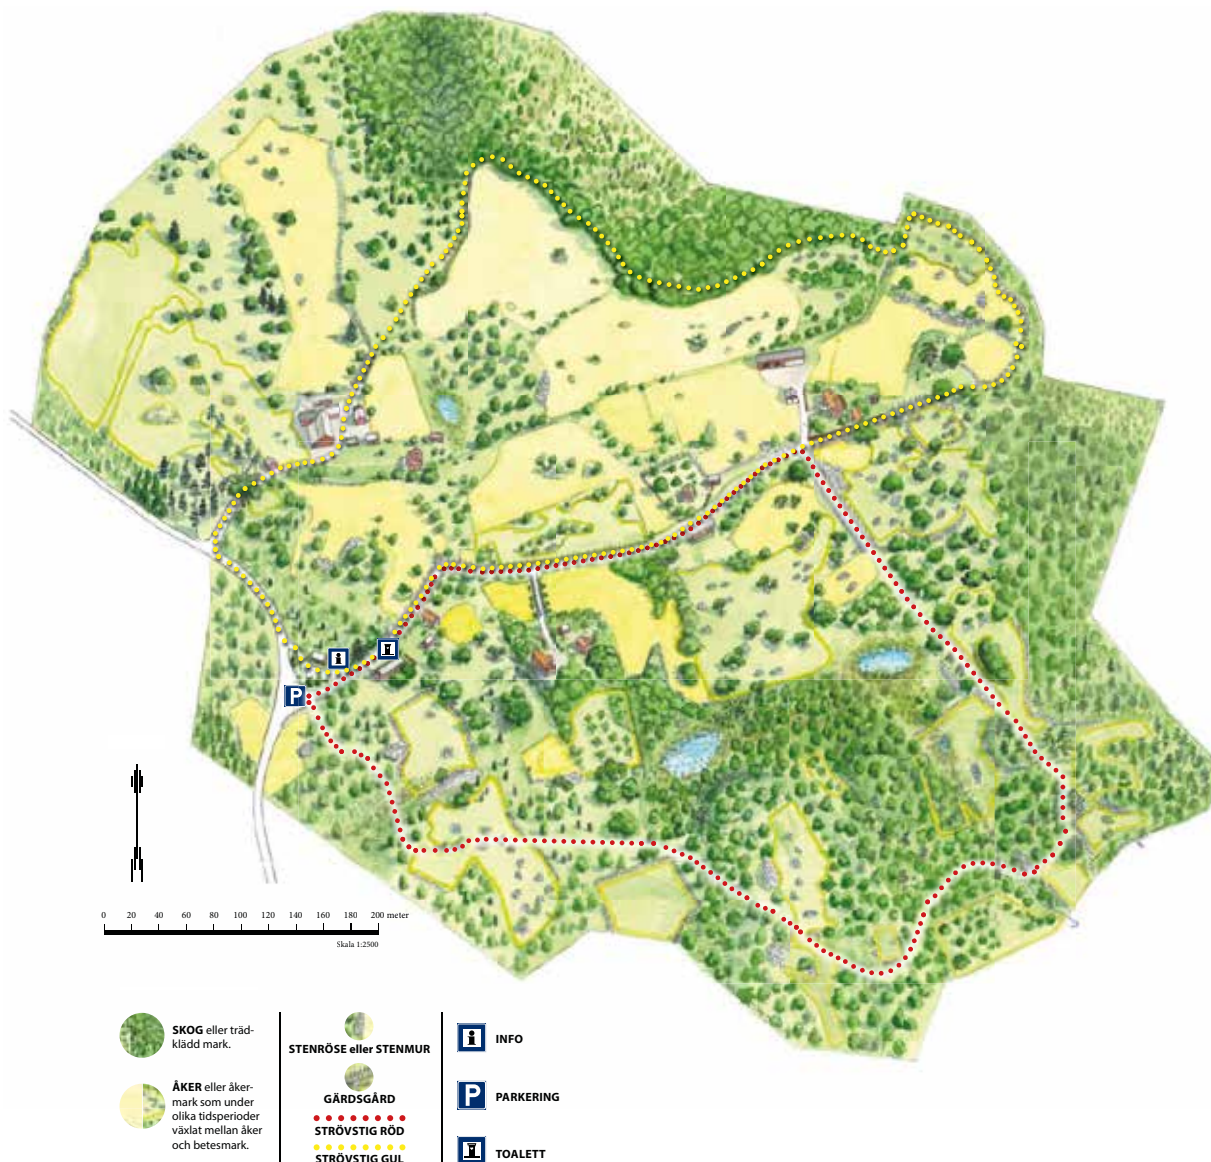 P
0 20 40 60 80 100 120 140 160 180 200 meter
Skala 1:2500
SKOG eller träd-
klädd mark.
ÅKER eller åker-
mark som under
olika tidsperioder
växlat mellan åker
och betesmark.
STENRÖSE eller STENMUR
GÄRDSGÅRD
STRÖVSTIG RÖD
STRÖVSTIG GUL
i INFO
P PARKERING
TOALETT